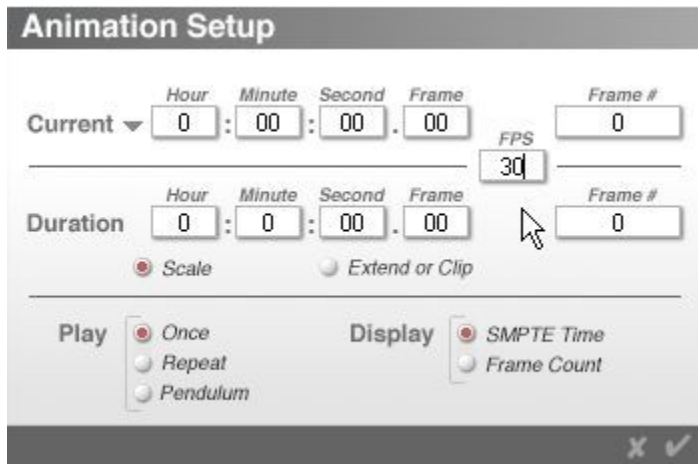 Animation Setup
Hour Minute Second Frame Frame #
Current 0 : 00 : 00 . 00 0
FPS
30
Hour Minute Second Frame Frame #
Duration 0 : 0 : 00 . 00 0
Scale Extend or Clip
Play Once Display SMPTE Time
Repeat Frame Count
Pendulum